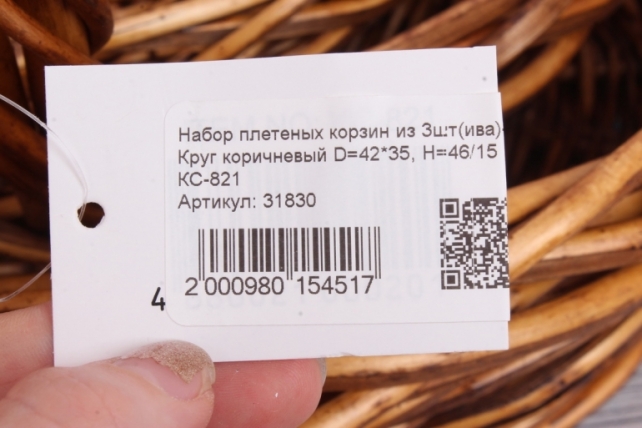 Набор плетеных корзин из 3шт(ива)-
Круг коричневый D=42*35, H=46/15
КС-821
Артикул: 31830
2 000980 154517
4